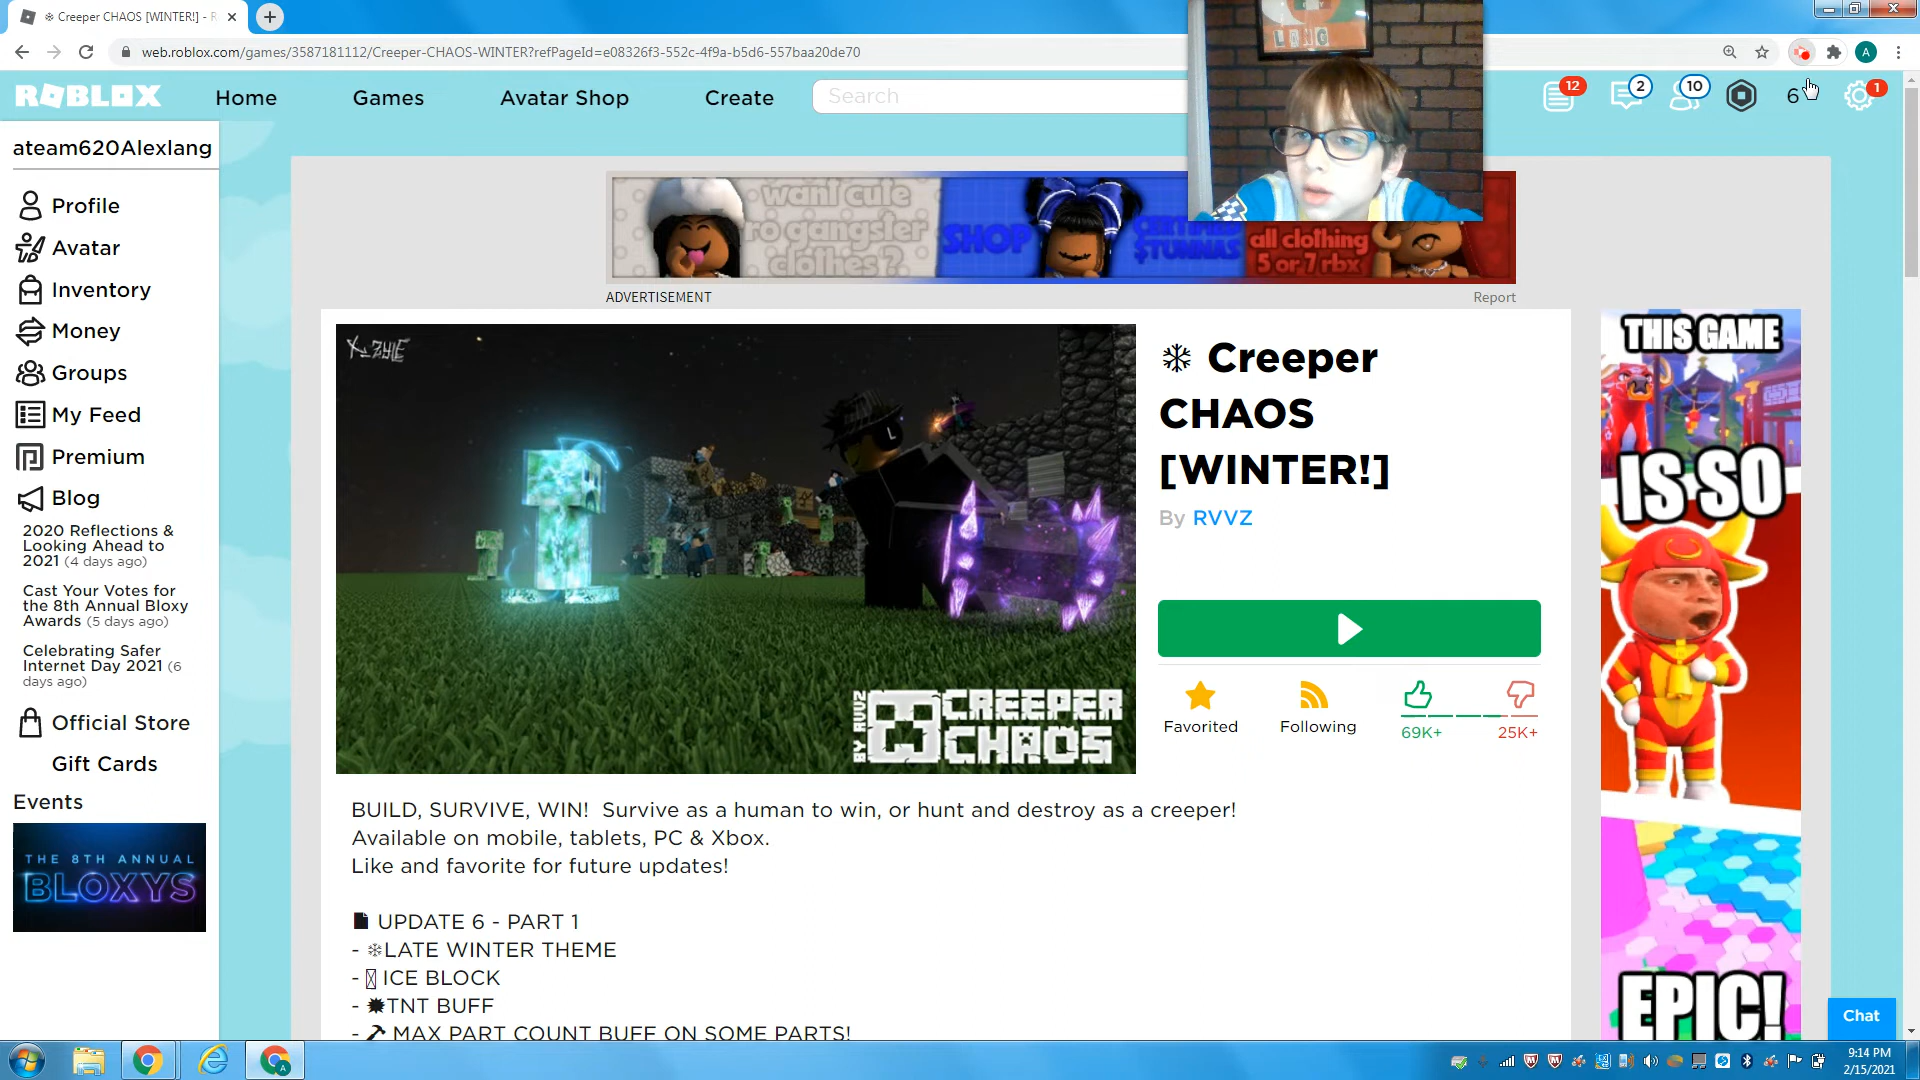 ❄ Creeper CHAOS [WINTER!] - R
web.roblox.com/games/3587181112/Creeper-CHAOS-WINTER?refPageId=e08326f3-552c-4f9a-b5d6-557baa20de70
A
ROBLOX
Home
Games
Avatar Shop
Create
Search
LANG
12
2
10
6
1
ateam620Alexlang
Profile
Avatar
Inventory
Money
Groups
My Feed
Premium
Blog
2020 Reflections &
Looking Ahead to
2021 (4 days ago)
Cast Your Votes for
the 8th Annual Bloxy
Awards (5 days ago)
Celebrating Safer
Internet Day 2021 (6
days ago)
Official Store
Gift Cards
Events
THE 8TH ANNUAL
BLOXYS
want cute
ro gangster
clothes?
SHOP
CERTIFIED
STUNNAS
all clothing
5 or 7 rbx
ADVERTISEMENT
Report
BY RVVZ
CREEPER
CHAOS
❄ Creeper
CHAOS
[WINTER!]
By RVVZ
Favorited
Following
69K+
25K+
BUILD, SURVIVE, WIN!  Survive as a human to win, or hunt and destroy as a creeper!
Available on mobile, tablets, PC & Xbox.
Like and favorite for future updates!
UPDATE 6 - PART 1
- ❄LATE WINTER THEME
- ICE BLOCK
- TNT BUFF
- MAX PART COUNT BUFF ON SOME PARTS!
THIS GAME
IS SO
EPIC!
Chat
9:14 PM
2/15/2021